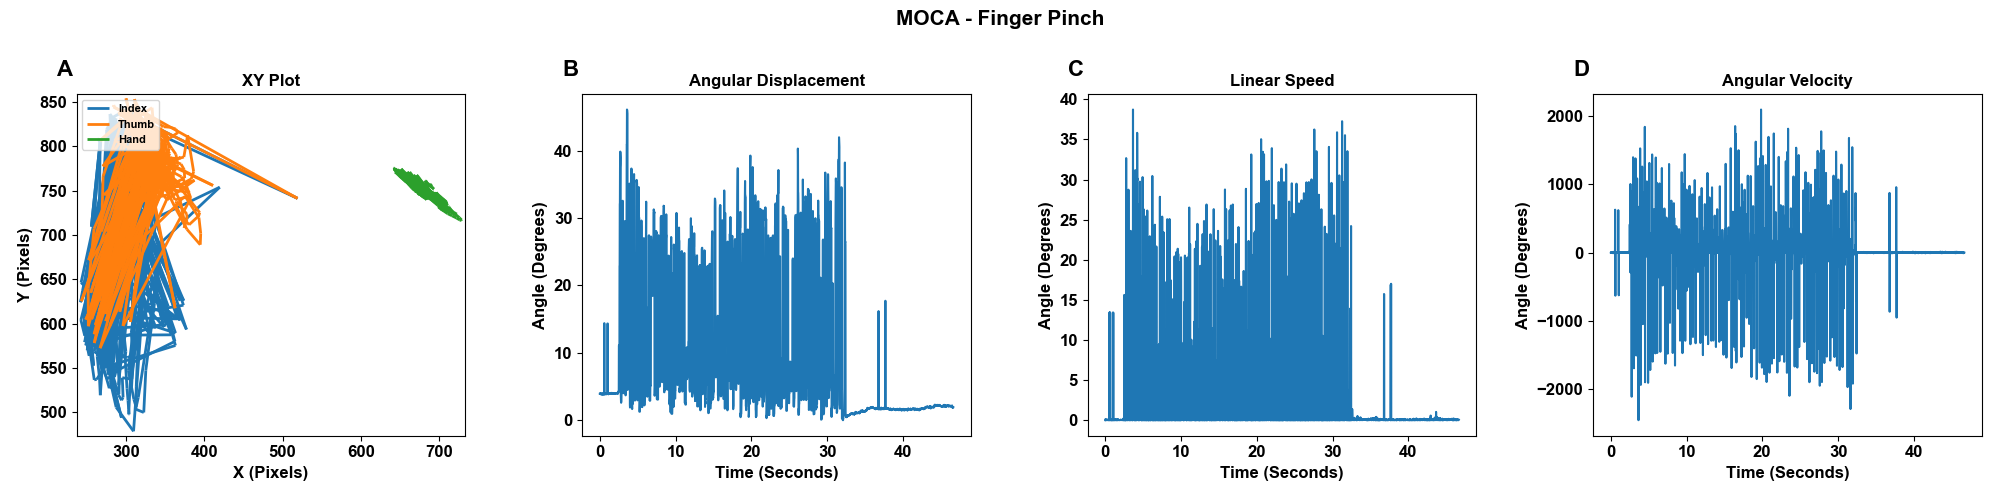 MOCA - Finger Pinch
A
XY Plot
Index
Thumb
Hand
850
800
750
700
650
600
550
500
Y (Pixels)
300 400 500 600 700
X (Pixels)
B
Angular Displacement
40
30
20
10
0
Angle (Degrees)
0 10 20 30 40
Time (Seconds)
C
Linear Speed
40
35
30
25
20
15
10
5
0
Angle (Degrees)
0 10 20 30 40
Time (Seconds)
D
Angular Velocity
2000
1000
0
−1000
−2000
Angle (Degrees)
0 10 20 30 40
Time (Seconds)